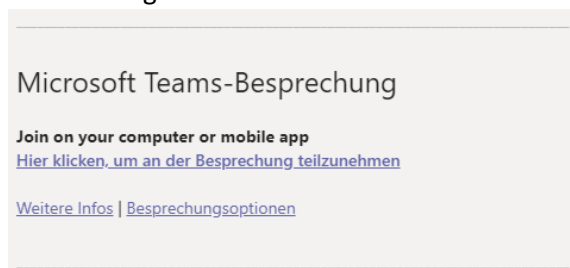 Microsoft Teams-Besprechung
Join on your computer or mobile app
Hier klicken, um an der Besprechung teilzunehmen
Weitere Infos | Besprechungsoptionen